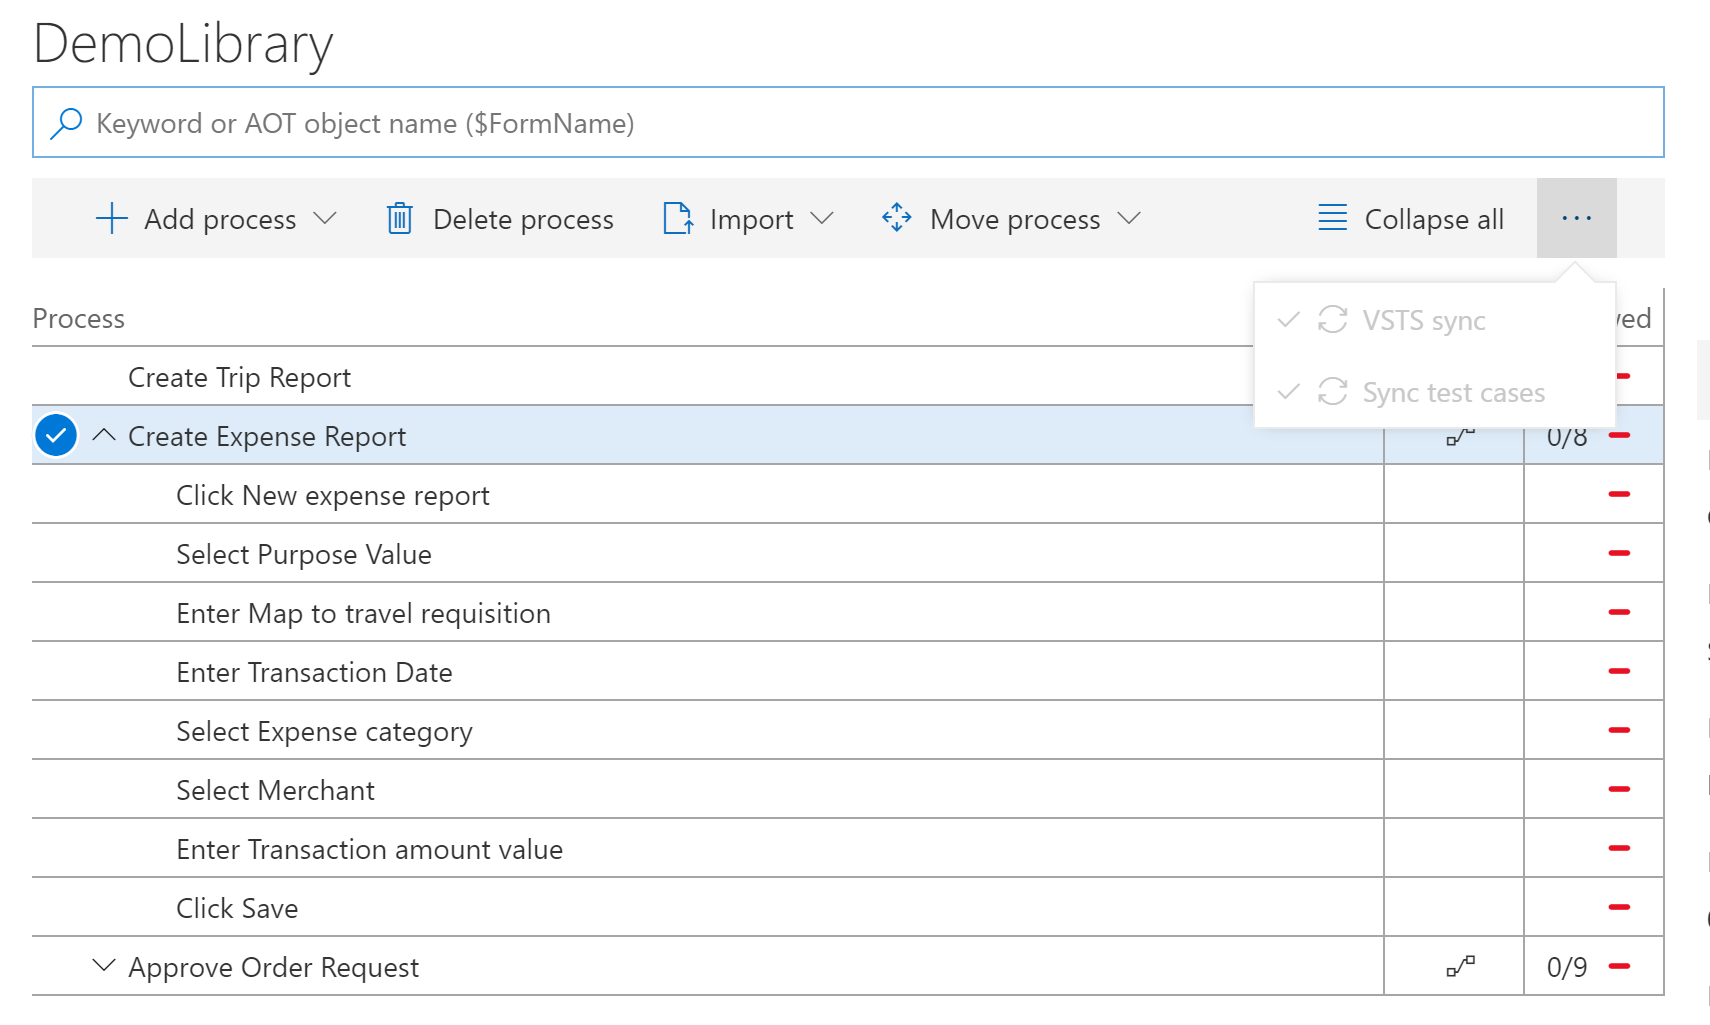 DemoLibrary
Keyword or AOT object name ($FormName)
Add process Delete process Import Move process Collapse all ...
Process
VSTS sync
Sync test cases
Create Trip Report
Create Expense Report 0/8
Click New expense report
Select Purpose Value
Enter Map to travel requisition
Enter Transaction Date
Select Expense category
Select Merchant
Enter Transaction amount value
Click Save
Approve Order Request 0/9